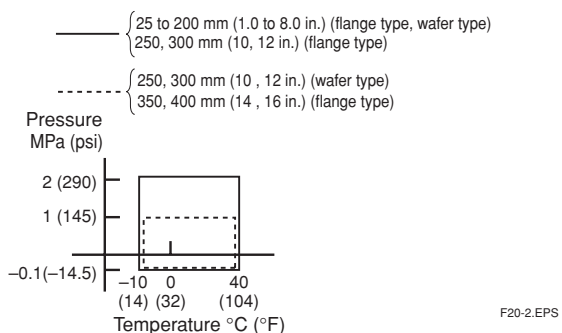 25 to 200 mm (1.0 to 8.0 in.) (flange type, wafer type)
250, 300 mm (10, 12 in.) (flange type)
250, 300 mm (10 , 12 in.) (wafer type)
350, 400 mm (14 , 16 in.) (flange type)
Pressure
MPa (psi)
2 (290)
1 (145)
–0.1(–14.5)
–10 0 40
(14) (32) (104)
Temperature °C (°F)
F20-2.EPS